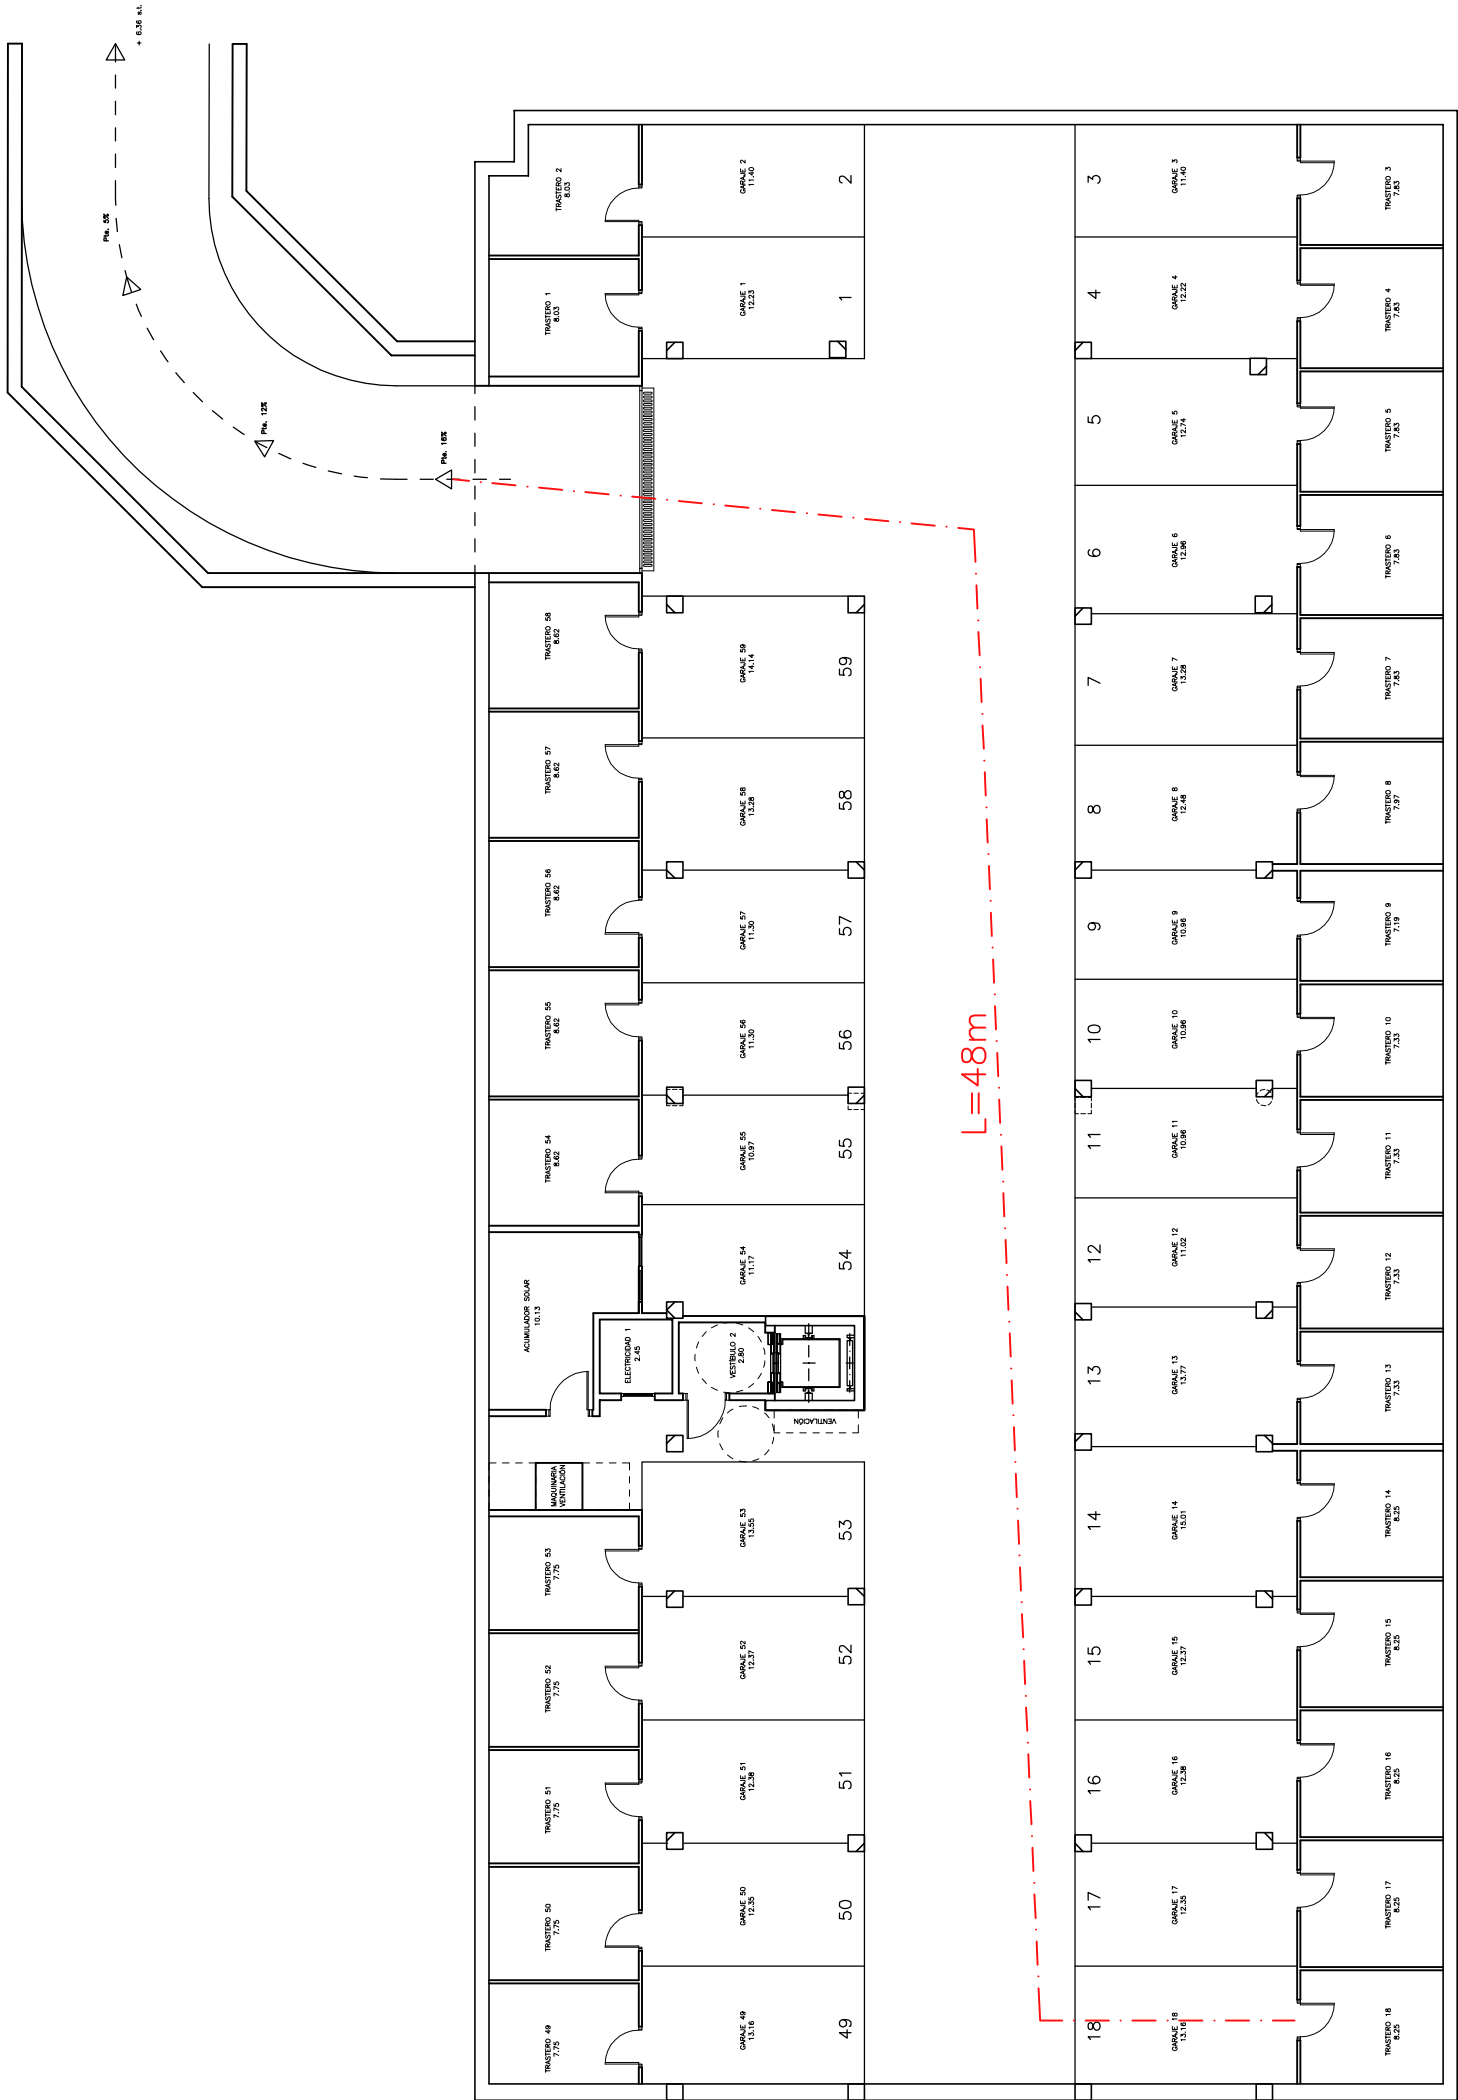 + 6.36 s.t.
Pte. 5%
Pte. 12%
Pte. 16%
TRASTERO 2
8.03
GARAJE 2
11.40
2
3
GARAJE 3
11.40
TRASTERO 3
7.83
TRASTERO 1
8.03
GARAJE 1
12.23
1
4
GARAJE 4
12.22
TRASTERO 4
7.83
5
GARAJE 5
12.74
TRASTERO 5
7.83
6
GARAJE 6
12.96
TRASTERO 6
7.83
TRASTERO 58
8.62
GARAJE 59
14.14
59
7
GARAJE 7
13.28
TRASTERO 7
7.83
TRASTERO 57
8.62
GARAJE 58
13.28
58
8
GARAJE 8
12.48
TRASTERO 8
7.97
TRASTERO 56
8.62
GARAJE 57
11.30
57
9
GARAJE 9
10.96
TRASTERO 9
7.19
TRASTERO 55
8.62
GARAJE 56
11.30
56
L=48m
10
GARAJE 10
10.96
TRASTERO 10
7.33
TRASTERO 54
8.62
GARAJE 55
10.97
55
11
GARAJE 11
10.96
TRASTERO 11
7.33
ACUMULADOR SOLAR
10.13
GARAJE 54
11.17
54
12
GARAJE 12
11.02
TRASTERO 12
7.33
ELECTRICIDAD 1
2.45
VESTÍBULO 2
2.80
VENTILACIÓN
13
GARAJE 13
13.77
TRASTERO 13
7.33
MAQUINARIA
VENTILACIÓN
TRASTERO 53
7.75
GARAJE 53
13.55
53
14
GARAJE 14
15.01
TRASTERO 14
8.25
TRASTERO 52
7.75
GARAJE 52
12.37
52
15
GARAJE 15
12.37
TRASTERO 15
8.25
TRASTERO 51
7.75
GARAJE 51
12.38
51
16
GARAJE 16
12.38
TRASTERO 16
8.25
TRASTERO 50
7.75
GARAJE 50
12.35
50
17
GARAJE 17
12.35
TRASTERO 17
8.25
TRASTERO 49
7.75
GARAJE 49
13.16
49
18
GARAJE 18
13.16
TRASTERO 18
8.25